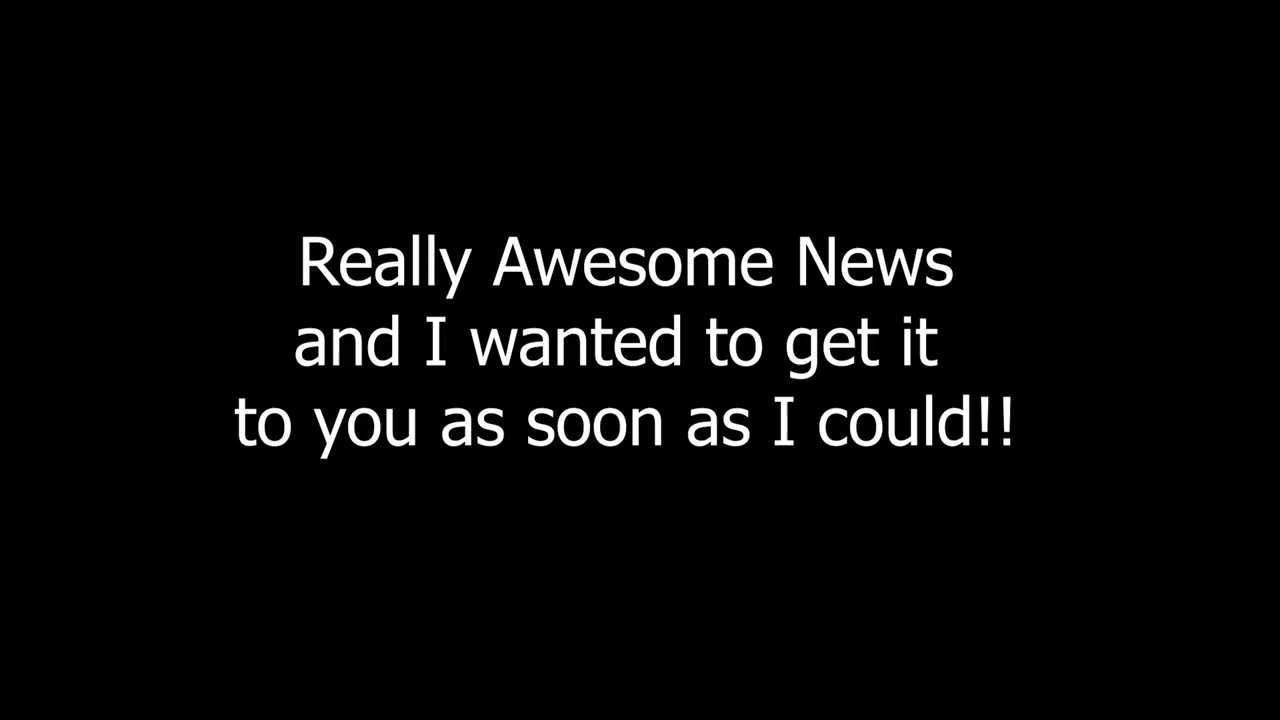 Really Awesome News
and I wanted to get it
to you as soon as I could!!